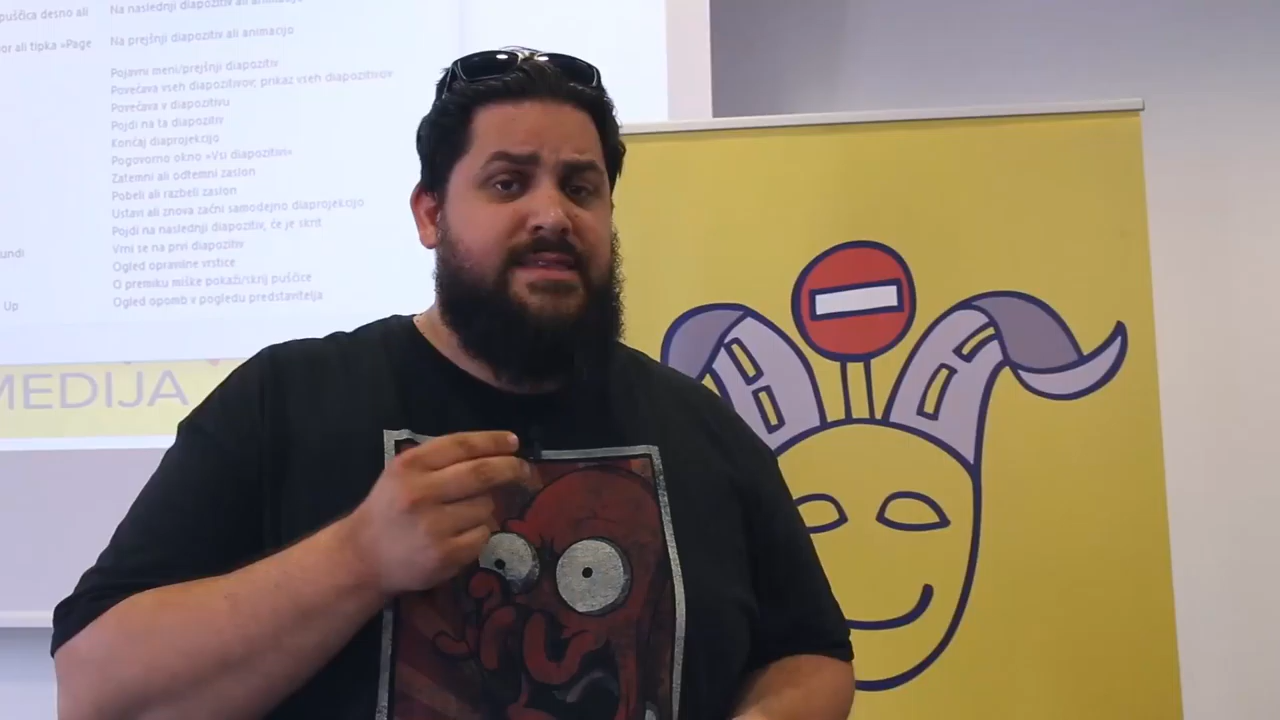 puščica desno ali
Na naslednji diapozitiv ali animacijo
or ali tipka »Page
Na prejšnji diapozitiv ali animacijo
Pojavni meni/prejšnji diapozitiv
Povečava vseh diapozitivov; prikaz vseh diapozitivov
Povečava v diapozitivu
Pojdi na ta diapozitiv
Končaj diaprojekcijo
Pogovorno okno »Vsi diapozitivi«
Zatemni ali odtemni zaslon
Pobeli ali razbeli zaslon
Ustavi ali znova začni samodejno diaprojekcijo
Pojdi na naslednji diapozitiv, če je skrit
undi
Vrni se na prvi diapozitiv
Ogled opravilne vrstice
O premiku miške pokaži/skrij puščice
Up
Ogled opomb v pogledu predstavitelja
MEDIJA